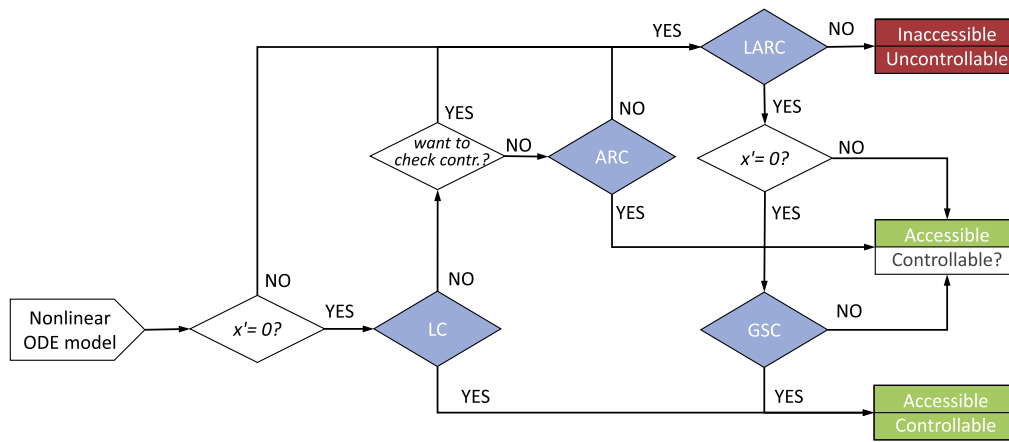 YES
LARC
NO
Inaccessible
Uncontrollable
YES
want to
check contr.?
NO
NO
ARC
YES
x'= 0?
NO
YES
YES
Accessible
Controllable?
NO
NO
Nonlinear
ODE model
x'= 0?
YES
LC
GSC
NO
YES
YES
Accessible
Controllable